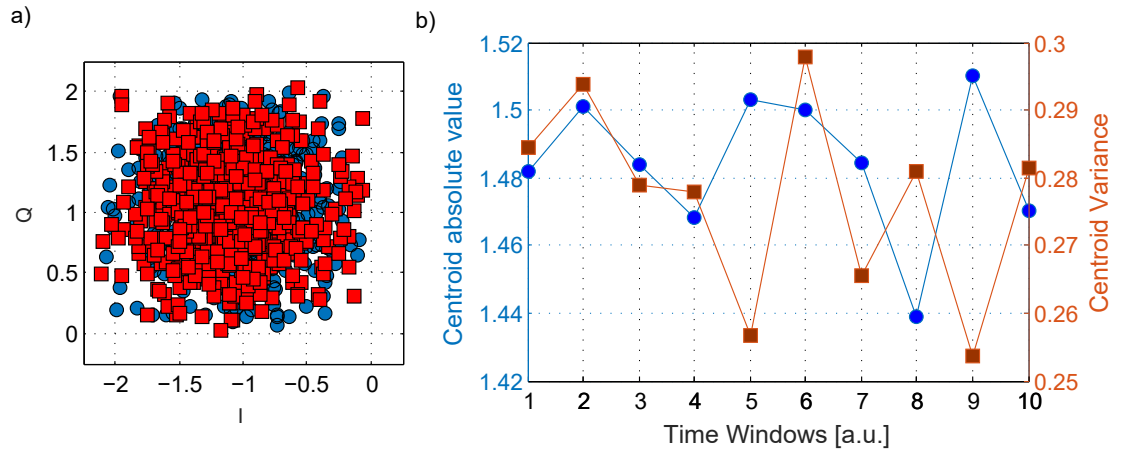 a)
Q
2
1.5
1
0.5
0
−2
−1.5
−1
−0.5
0
I
b)
Centroid absolute value
1.52
1.5
1.48
1.46
1.44
1.42
0.3
0.29
0.28
0.27
0.26
0.25
Centroid Variance
1 2 3 4 5 6 7 8 9 10
Time Windows [a.u.]